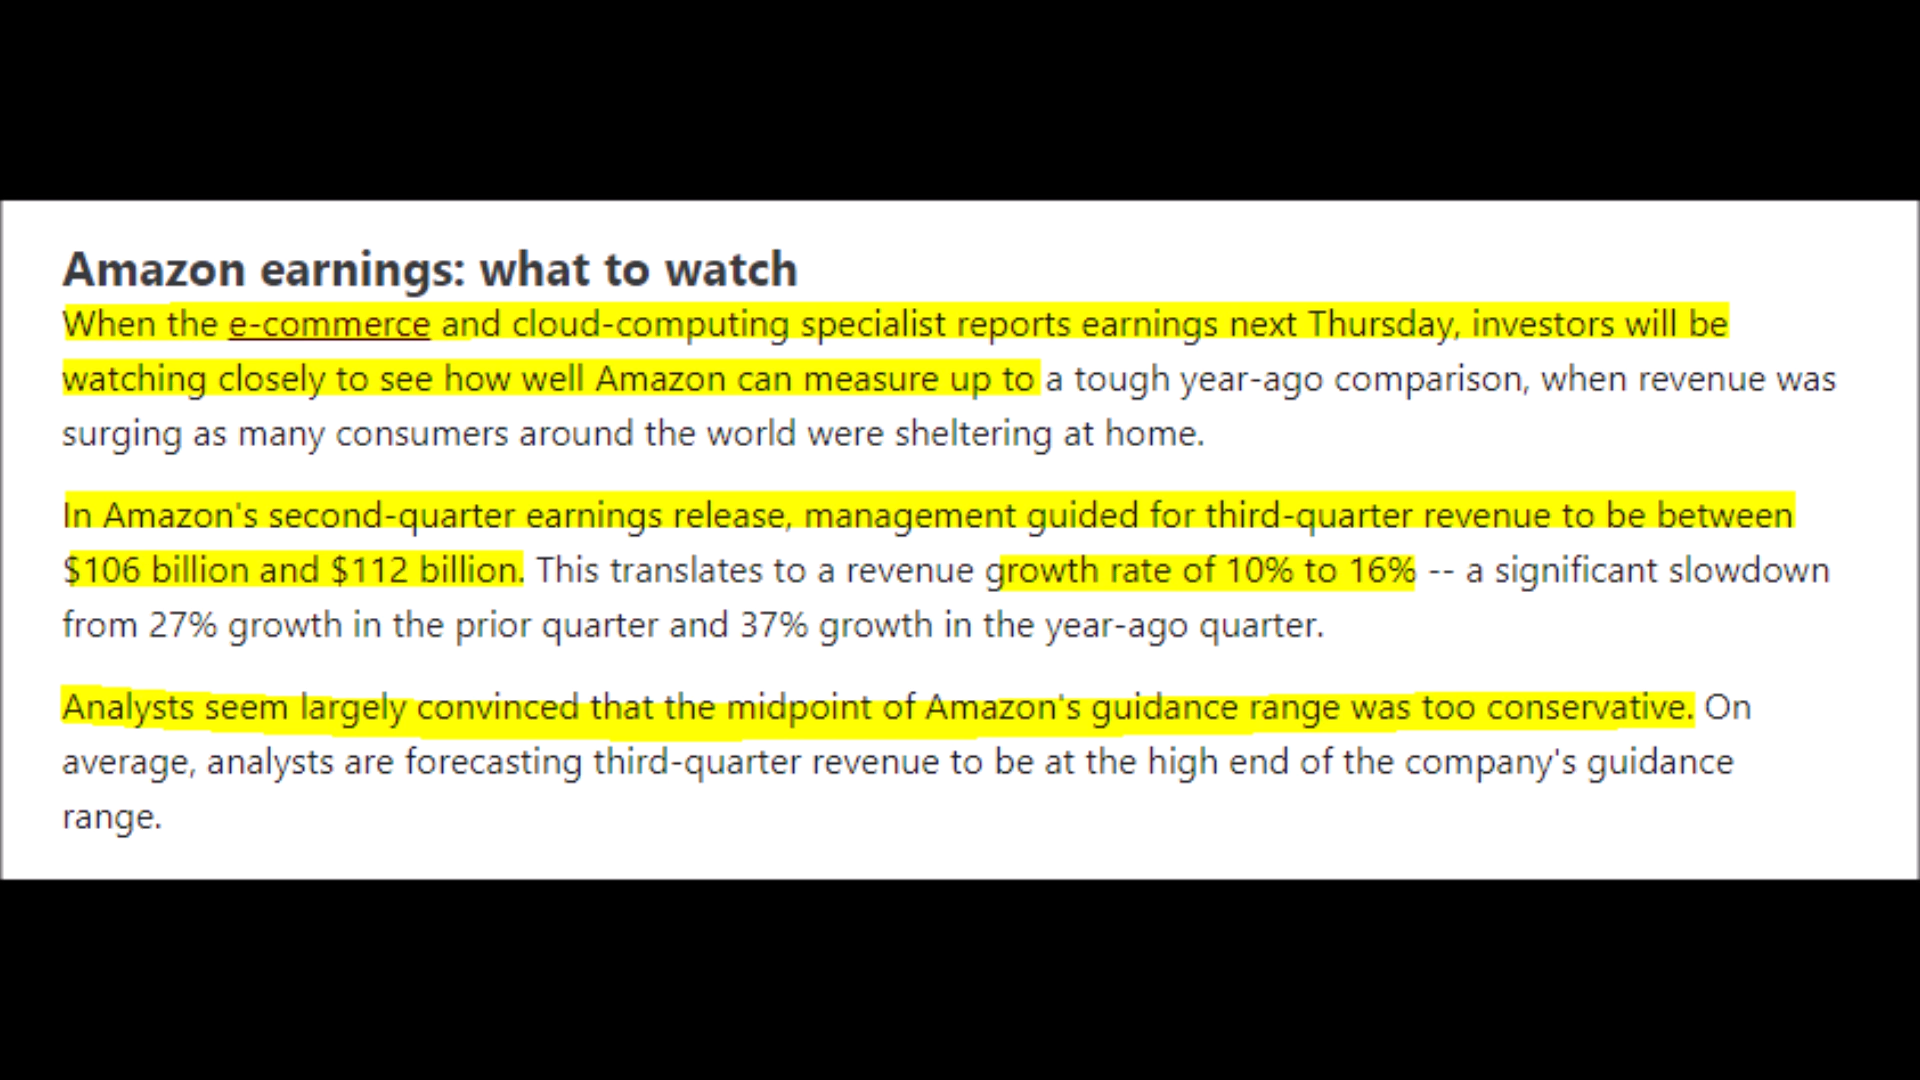 Amazon earnings: what to watch
When the e-commerce and cloud-computing specialist reports earnings next Thursday, investors will be
watching closely to see how well Amazon can measure up to a tough year-ago comparison, when revenue was
surging as many consumers around the world were sheltering at home.
In Amazon's second-quarter earnings release, management guided for third-quarter revenue to be between
$106 billion and $112 billion. This translates to a revenue growth rate of 10% to 16% -- a significant slowdown
from 27% growth in the prior quarter and 37% growth in the year-ago quarter.
Analysts seem largely convinced that the midpoint of Amazon's guidance range was too conservative. On
average, analysts are forecasting third-quarter revenue to be at the high end of the company's guidance
range.